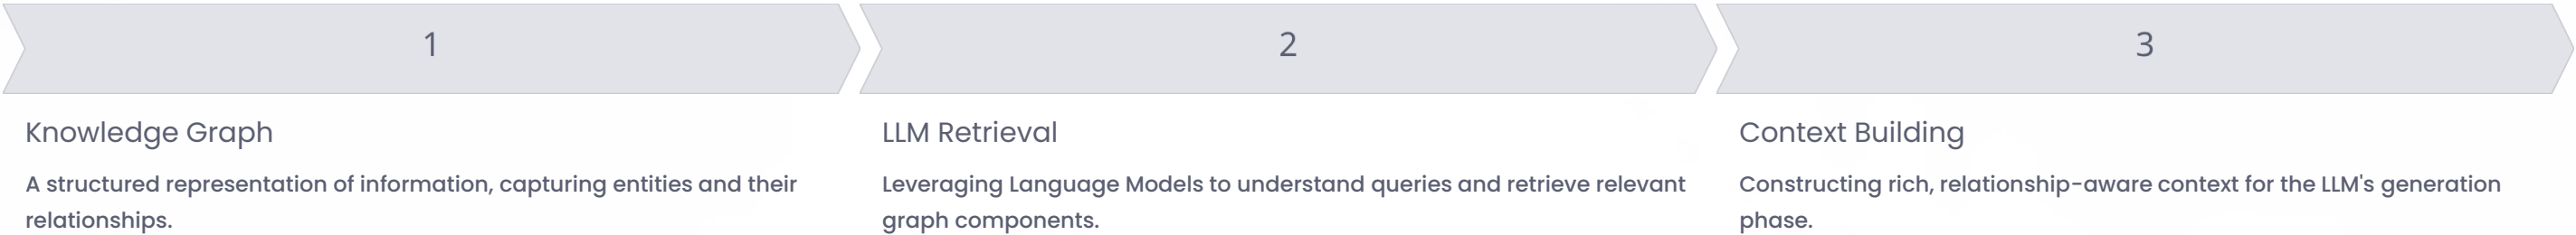 1
Knowledge Graph
A structured representation of information, capturing entities and their
relationships.
2
LLM Retrieval
Leveraging Language Models to understand queries and retrieve relevant
graph components.
3
Context Building
Constructing rich, relationship-aware context for the LLM's generation
phase.